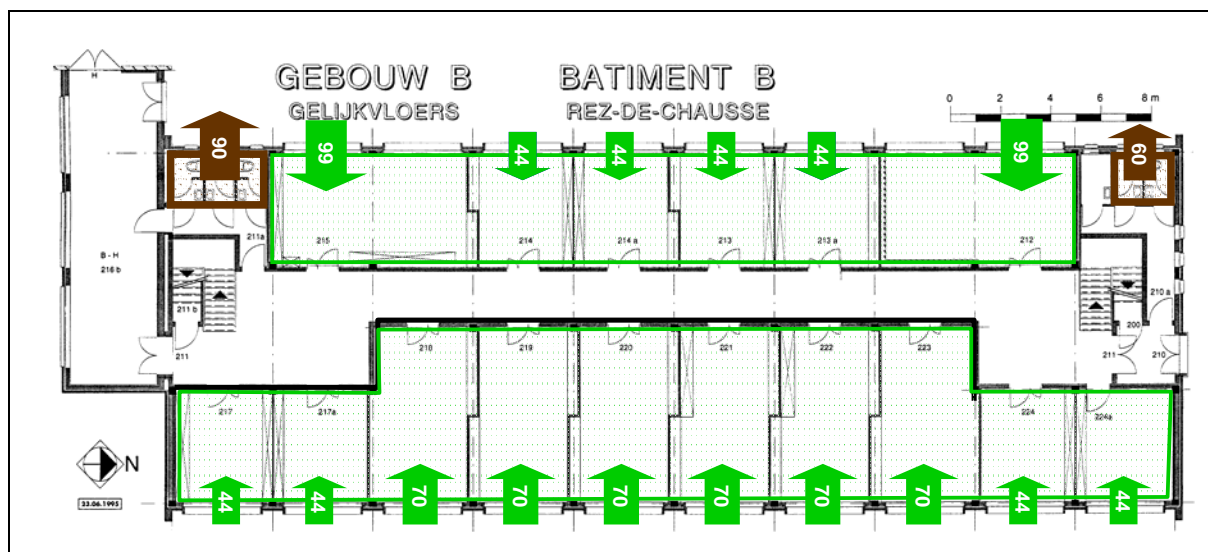 GEBOUW B BATIMENT B
GELIJKVLOERS REZ-DE-CHAUSSE
H
0 2 4 6 8 m
90 99 44 44 44 44 99 60
211a 215 214 214 a 213 213 a 212
B - H
216 b
211 b 210 a
200
211 218 219 220 221 222 223 211 210
217 217a 224 224a
N
23.06.1995
44 44 70 70 70 70 70 70 44 44